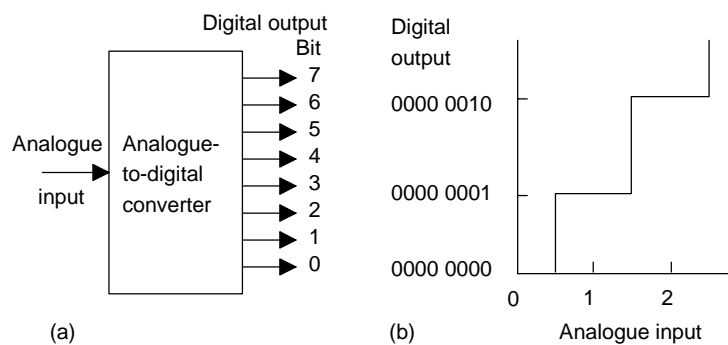 Digital output
Bit
7
6
5
4
3
2
1
0
Analogue
input
Analogue-
to-digital
converter
(a)
Digital
output
0000 0010
0000 0001
0000 0000
0
1
2
Analogue input
(b)